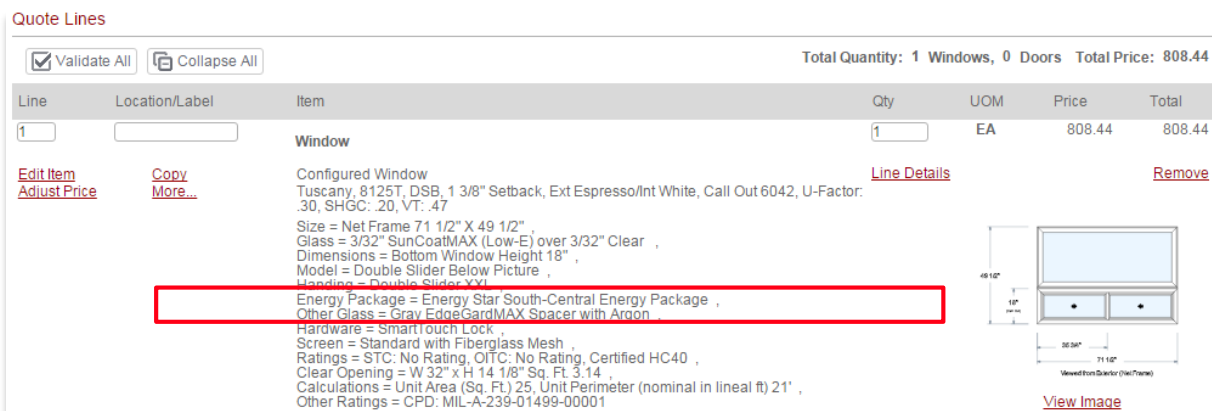 Quote Lines
Validate All Collapse All Total Quantity: 1 Windows, 0 Doors Total Price: 808.44
Line Location/Label Item Qty UOM Price Total
1 Window 1 EA 808.44 808.44
Edit Item Copy Configured Window Line Details Remove
Adjust Price More... Tuscany, 8125T, DSB, 1 3/8" Setback, Ext Espresso/Int White, Call Out 6042, U-Factor:
.30, SHGC: .20, VT: .47
Size = Net Frame 71 1/2" X 49 1/2" ,
Glass = 3/32" SunCoatMAX (Low-E) over 3/32" Clear ,
Dimensions = Bottom Window Height 18" ,
Model = Double Slider Below Picture ,
Handing = Double Slider XXL ,
Energy Package = Energy Star South-Central Energy Package ,
Other Glass = Gray EdgeGardMAX Spacer with Argon ,
Hardware = SmartTouch Lock ,
Screen = Standard with Fiberglass Mesh ,
Ratings = STC: No Rating, OITC: No Rating, Certified HC40 ,
Clear Opening = W 32" x H 14 1/8" Sq. Ft. 3.14 ,
Calculations = Unit Area (Sq. Ft.) 25, Unit Perimeter (nominal in lineal ft) 21' ,
Other Ratings = CPD: MIL-A-239-01499-00001
49 1/2"
18"
35 3/4"
71 1/2"
Viewed from Exterior (Net Frame)
View Image